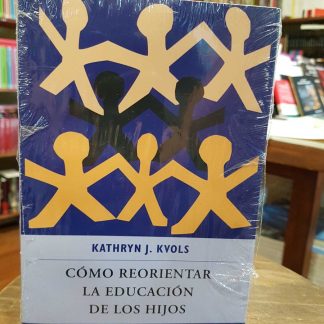 KATHRYN J. KVOLS
CÓMO REORIENTAR
LA EDUCACIÓN
DE LOS HIJOS